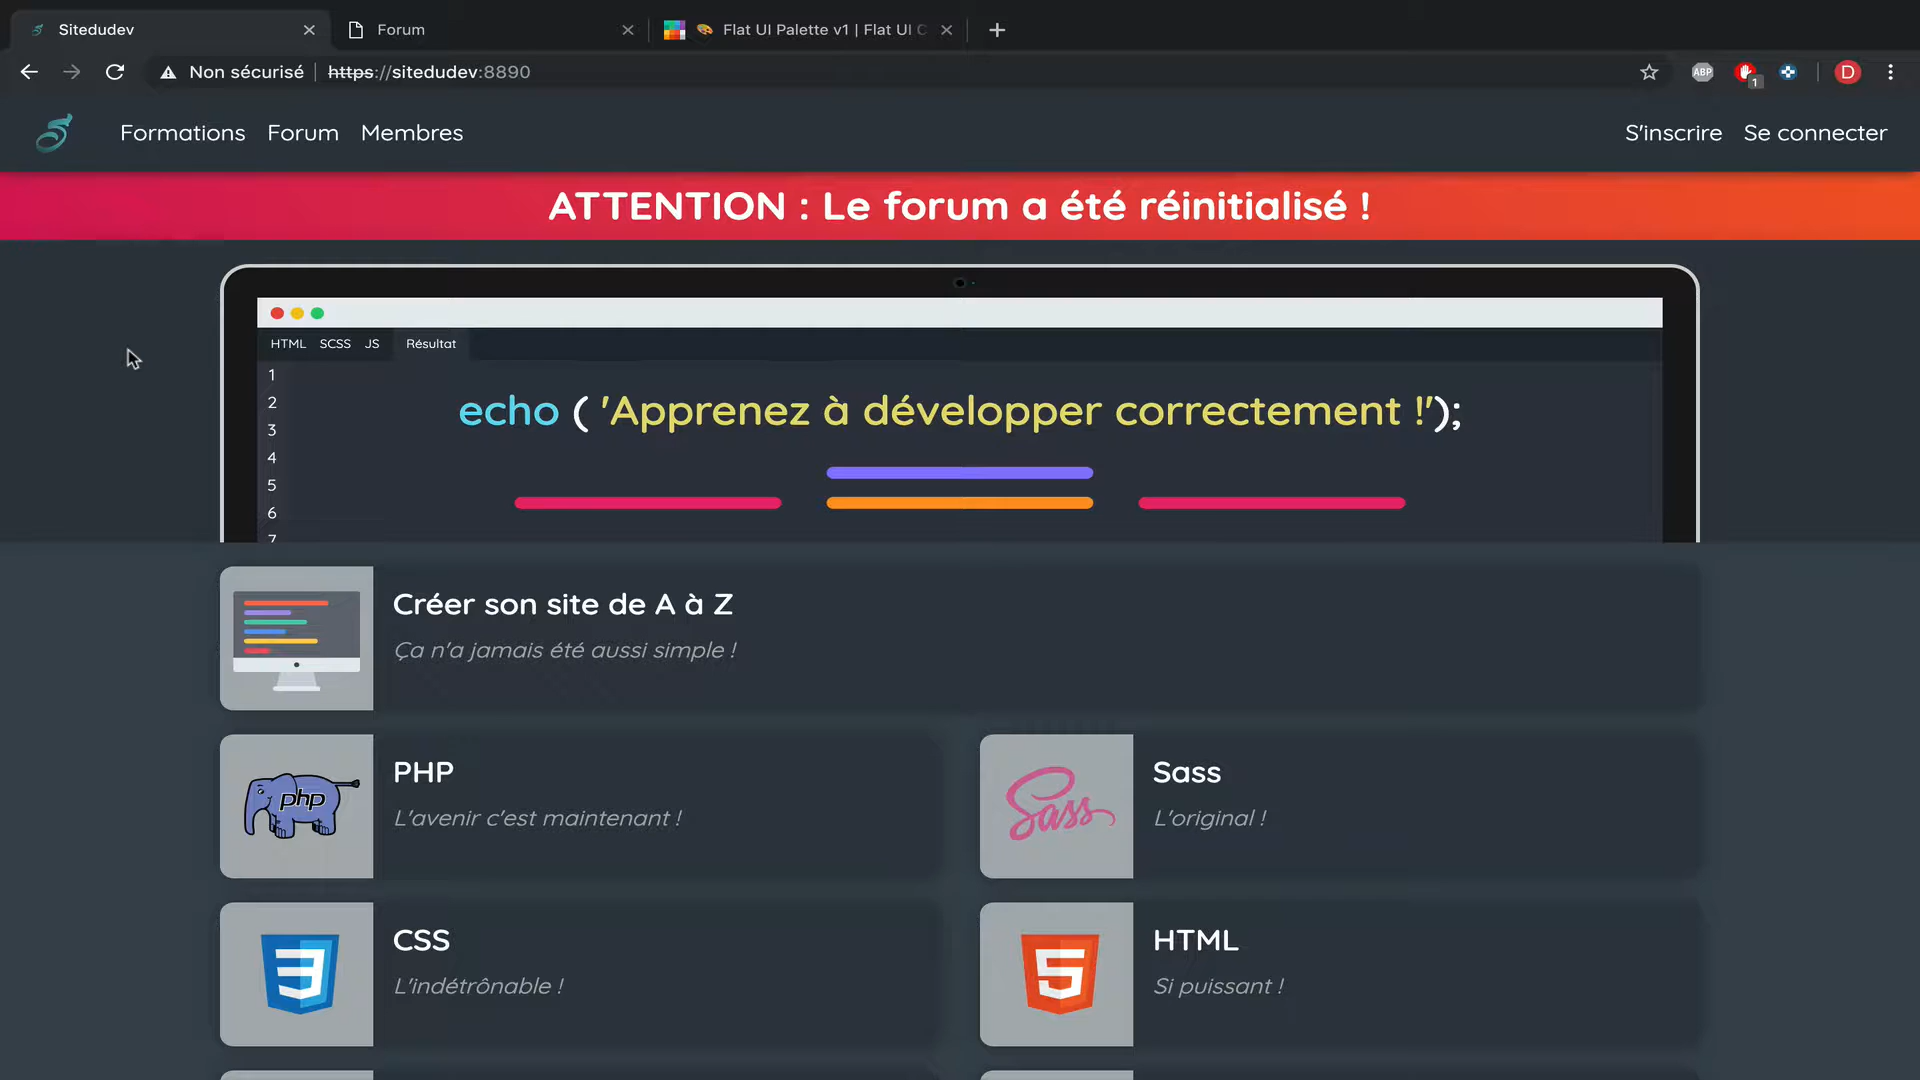 Sitedudev
Forum
Flat UI Palette v1 | Flat UI C
Non sécurisé | https://sitedudev:8890
ABP
1
D
Formations Forum Membres
S'inscrire Se connecter
ATTENTION : Le forum a été réinitialisé !
HTML SCSS JS Résultat
1
2
3
4
5
6
7
echo ( 'Apprenez à développer correctement !');
Créer son site de A à Z
Ça n'a jamais été aussi simple !
php
PHP
L'avenir c'est maintenant !
Sass
Sass
L'original !
CSS
L'indétrônable !
HTML
Si puissant !